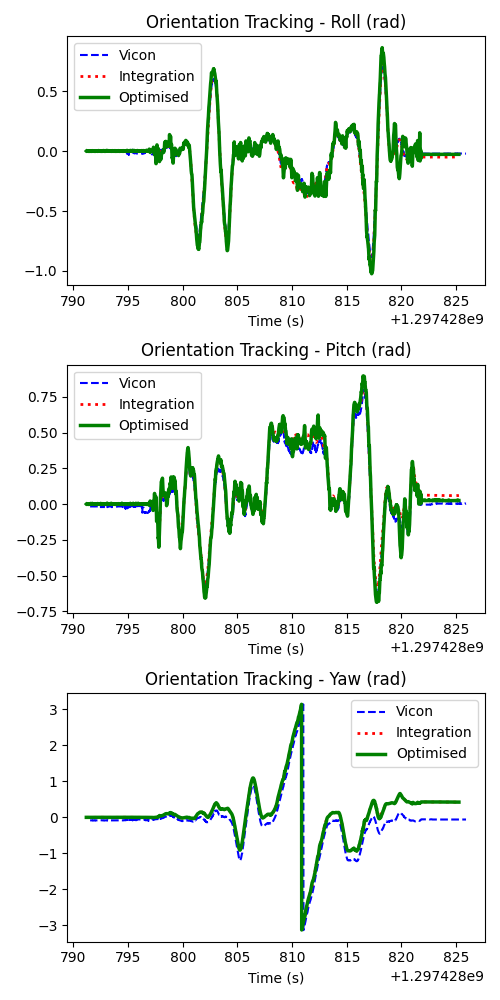 Orientation Tracking - Roll (rad)
Vicon
Integration
Optimised
0.5
0.0
−0.5
−1.0
790 795 800 805 810 815 820 825
Time (s)
+1.297428e9
Orientation Tracking - Pitch (rad)
Vicon
Integration
Optimised
0.75
0.50
0.25
0.00
−0.25
−0.50
−0.75
790 795 800 805 810 815 820 825
Time (s)
+1.297428e9
Orientation Tracking - Yaw (rad)
Vicon
Integration
Optimised
3
2
1
0
−1
−2
−3
790 795 800 805 810 815 820 825
Time (s)
+1.297428e9